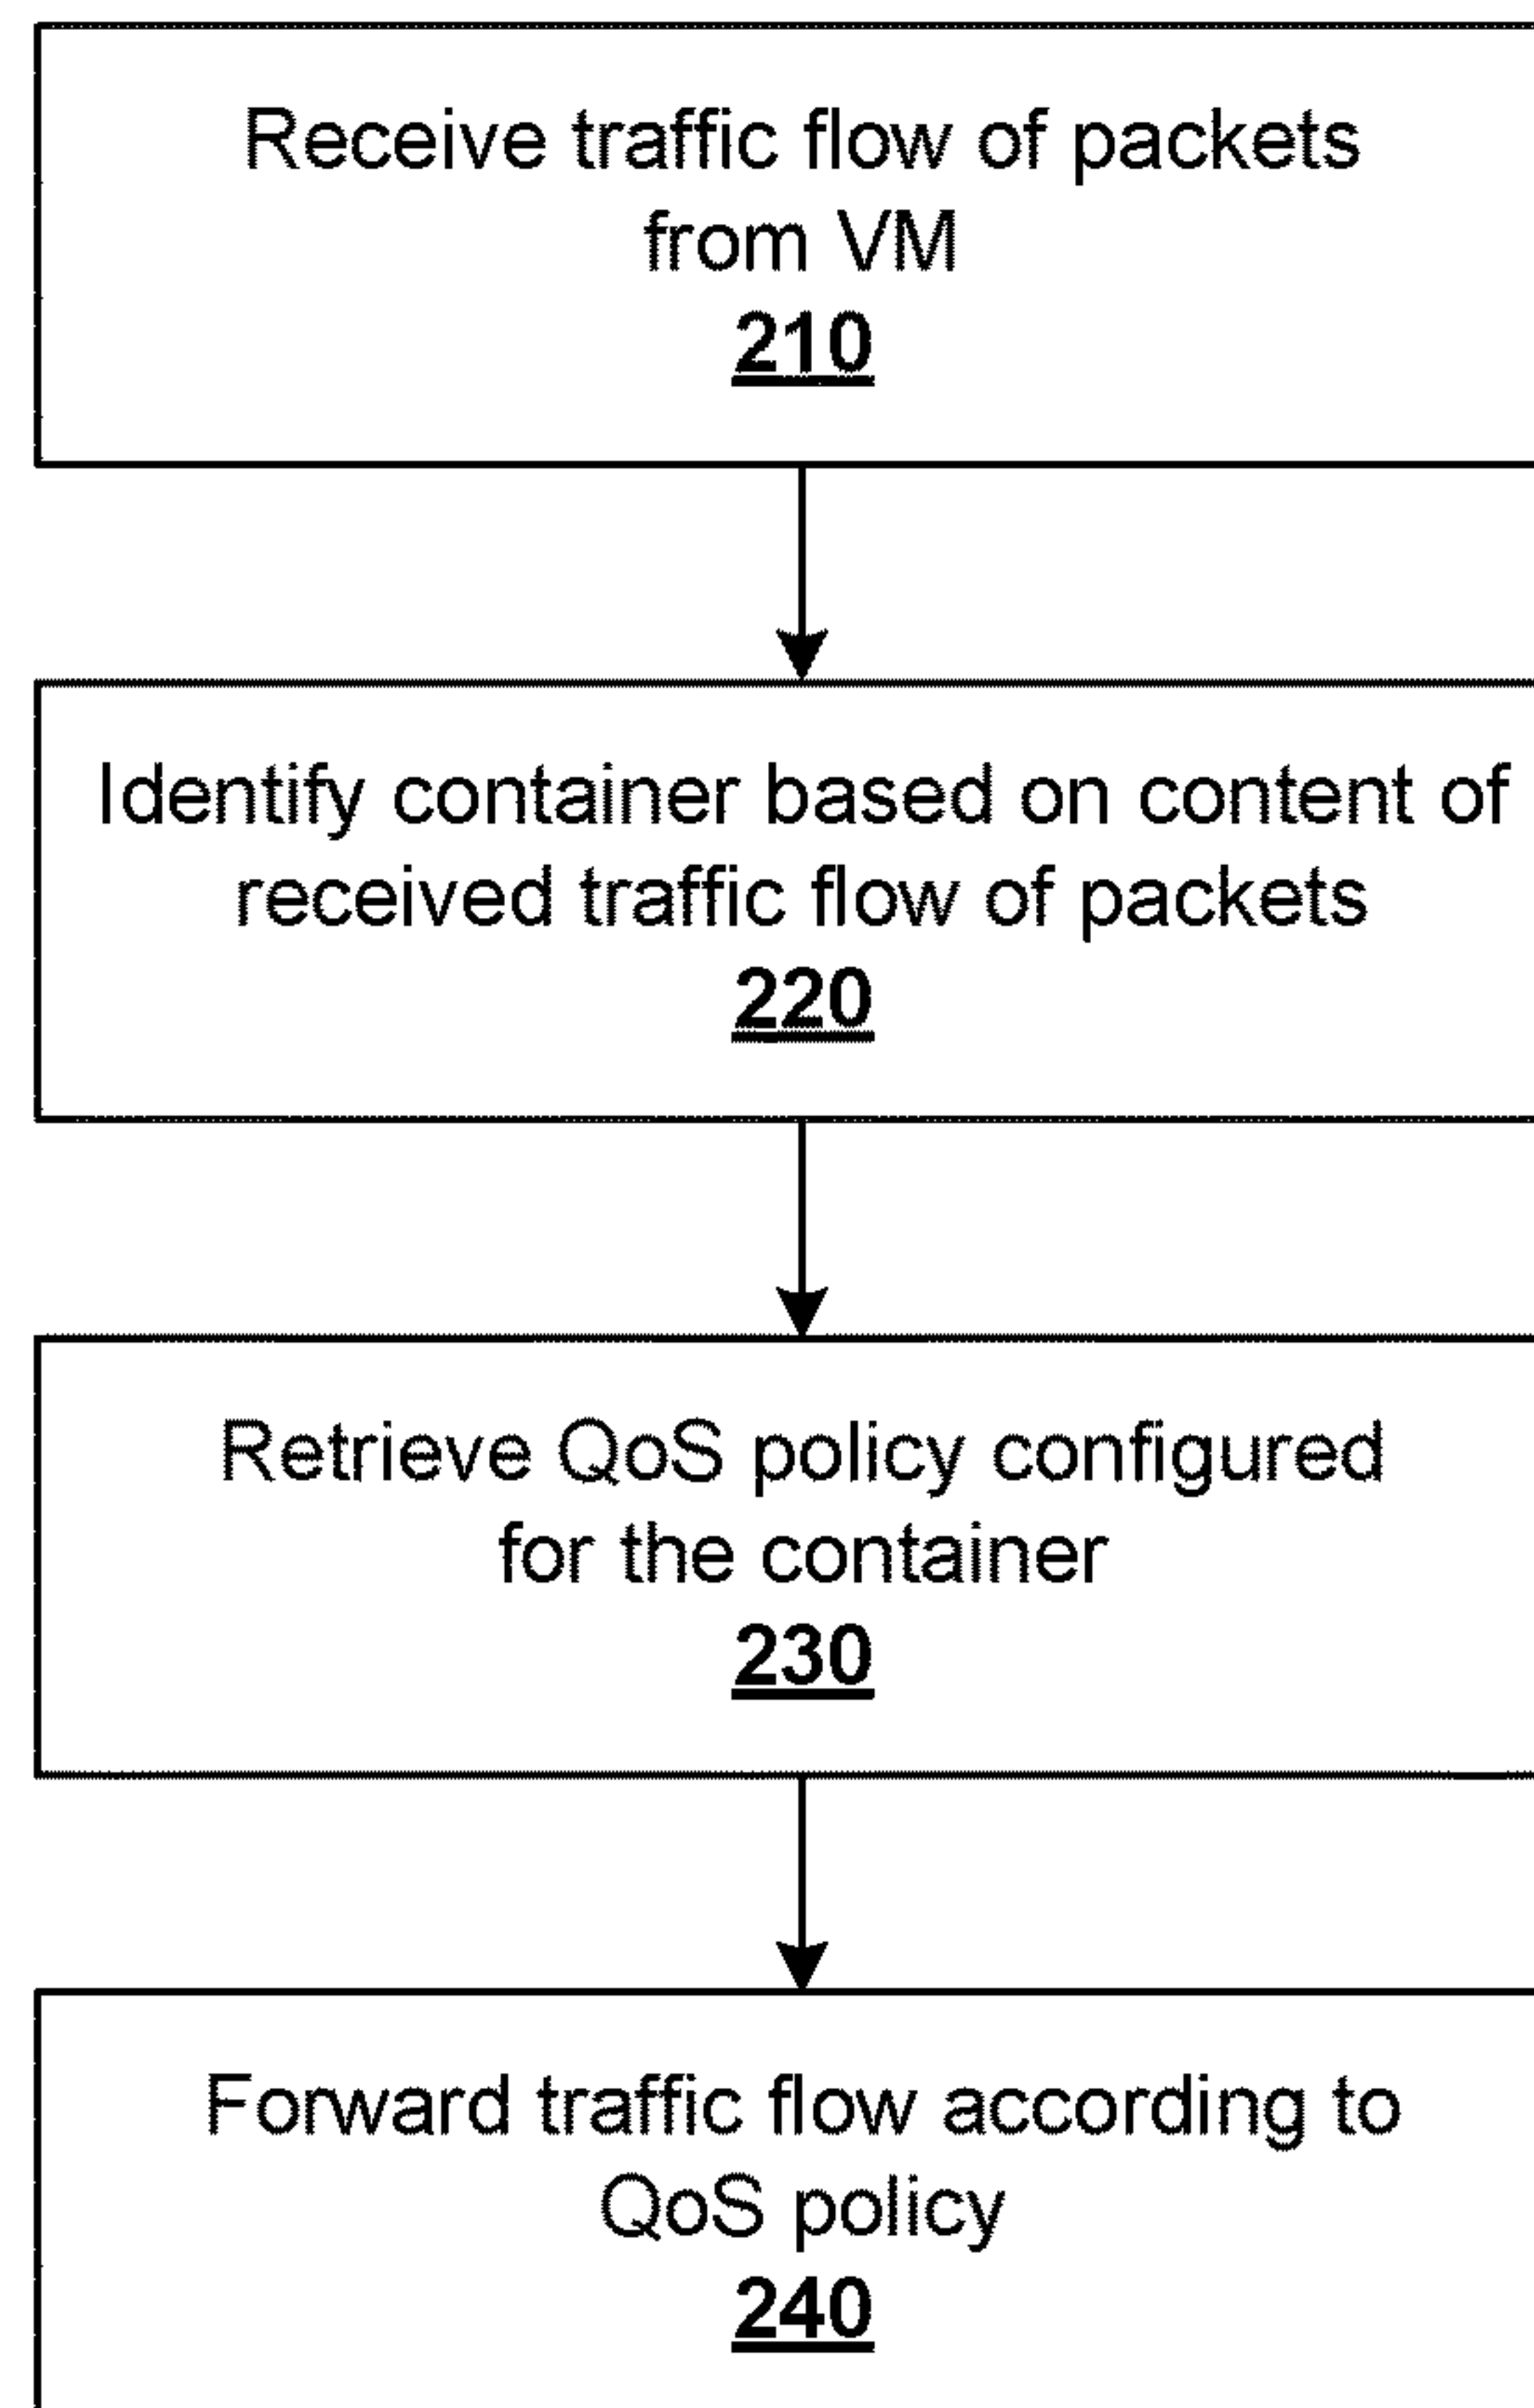 Receive traffic flow of packets
from VM
210
Identify container based on content of
received traffic flow of packets
220
Retrieve QoS policy configured
for the container
230
Forward traffic flow according to
QoS policy
240